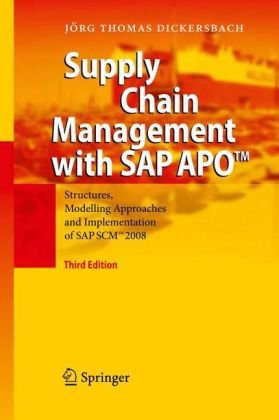 JÖRG THOMAS DICKERSBACH
Supply
Chain
Management
with SAP APO™
Structures,
Modelling Approaches
and Implementation
of SAP SCM™ 2008
Third Edition
Springer